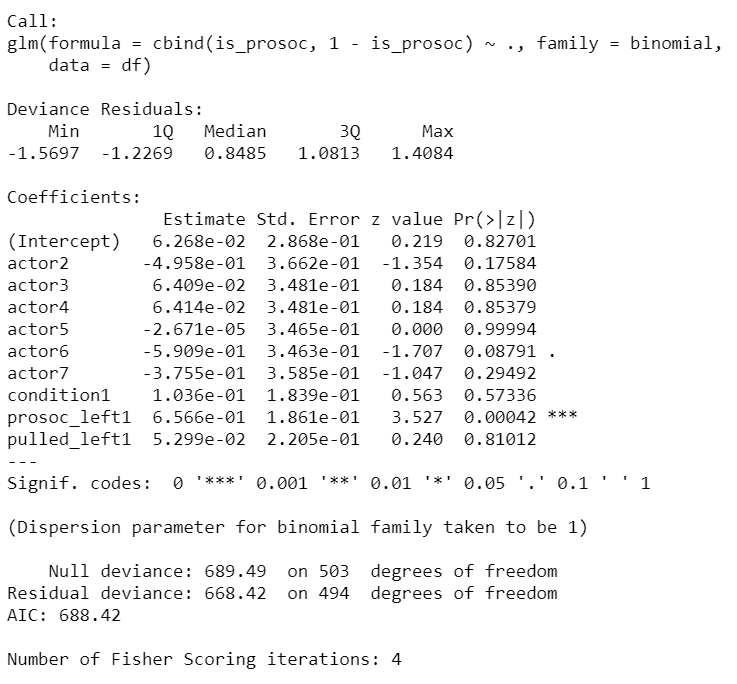 Call:
glm(formula = cbind(is_prosoc, 1 - is_prosoc) ~ ., family = binomial,
    data = df)

Deviance Residuals:
    Min       1Q   Median       3Q      Max
-1.5697  -1.2269   0.8485   1.0813   1.4084

Coefficients:
              Estimate Std. Error z value Pr(>|z|)
(Intercept)  6.268e-02  2.868e-01   0.219  0.82701
actor2      -4.958e-01  3.662e-01  -1.354  0.17584
actor3       6.409e-02  3.481e-01   0.184  0.85390
actor4       6.414e-02  3.481e-01   0.184  0.85379
actor5      -2.671e-05  3.465e-01   0.000  0.99994
actor6      -5.909e-01  3.463e-01  -1.707  0.08791 .
actor7      -3.755e-01  3.585e-01  -1.047  0.29492
condition1   1.036e-01  1.839e-01   0.563  0.57336
prosoc_left1  6.566e-01  1.861e-01   3.527  0.00042 ***
pulled_left1  5.299e-02  2.205e-01   0.240  0.81012
---
Signif. codes:  0 '***' 0.001 '**' 0.01 '*' 0.05 '.' 0.1 ' ' 1

(Dispersion parameter for binomial family taken to be 1)

    Null deviance: 689.49  on 503  degrees of freedom
Residual deviance: 668.42  on 494  degrees of freedom
AIC: 688.42

Number of Fisher Scoring iterations: 4